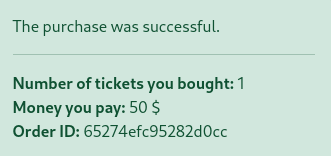 The purchase was successful.
Number of tickets you bought: 1
Money you pay: 50 $
Order ID: 65274efc95282d0cc